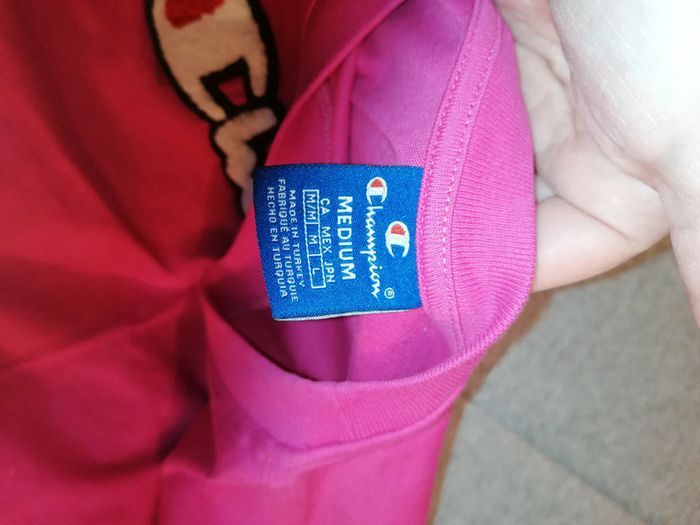 Champion®
MEDIUM
CA MEX JPN
M/M M L
MADE IN TURKEY
FABRIQUÉ AU TURQUIE
HECHO EN TURQUIA